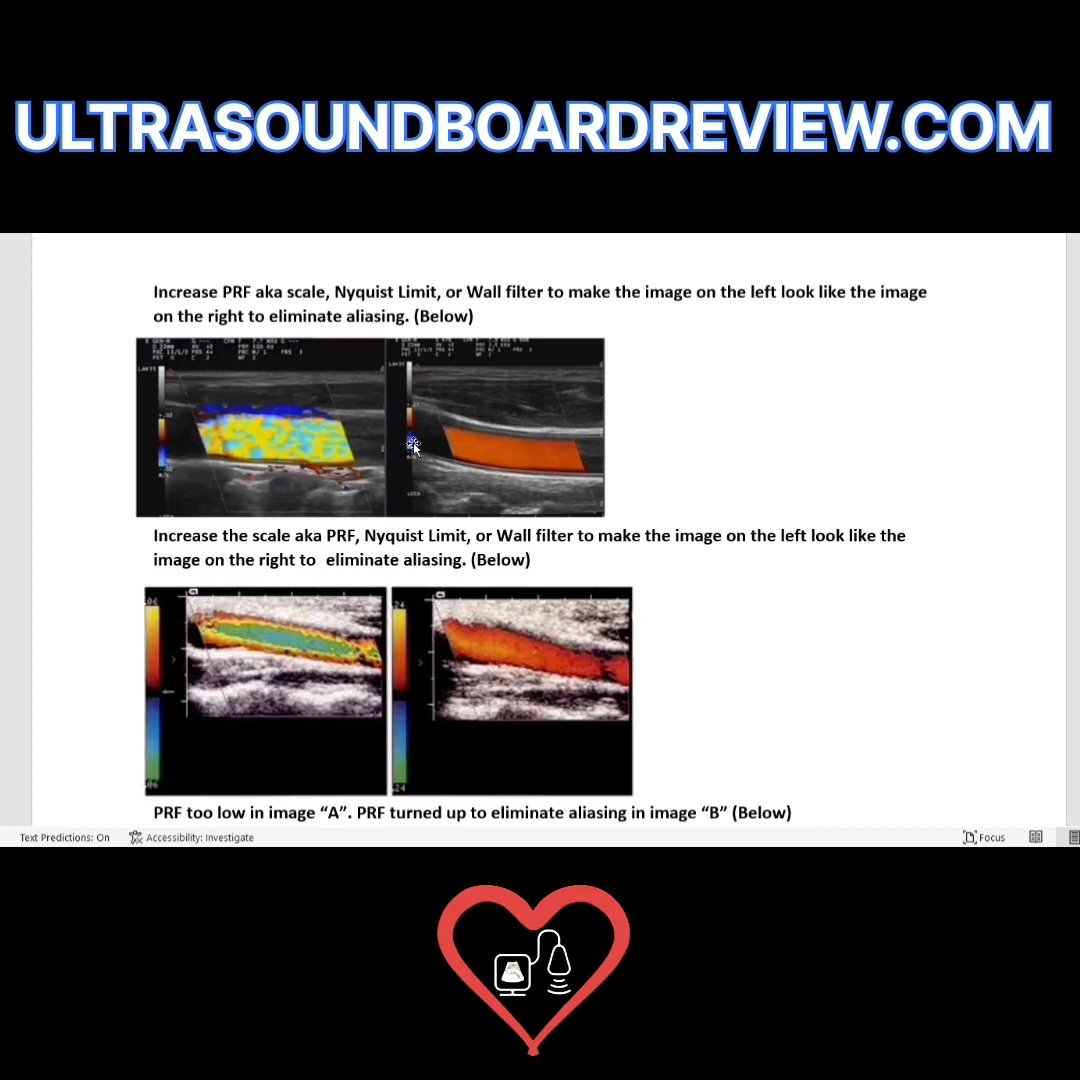 ULTRASOUNDBOARDREVIEW.COM
Increase PRF aka scale, Nyquist Limit, or Wall filter to make the image on the left look like the image
on the right to eliminate aliasing. (Below)
Increase the scale aka PRF, Nyquist Limit, or Wall filter to make the image on the left look like the
image on the right to eliminate aliasing. (Below)
.06
.24
.06
.24
PRF too low in image “A”. PRF turned up to eliminate aliasing in image “B” (Below)
Text Predictions: On Accessibility: Investigate Focus